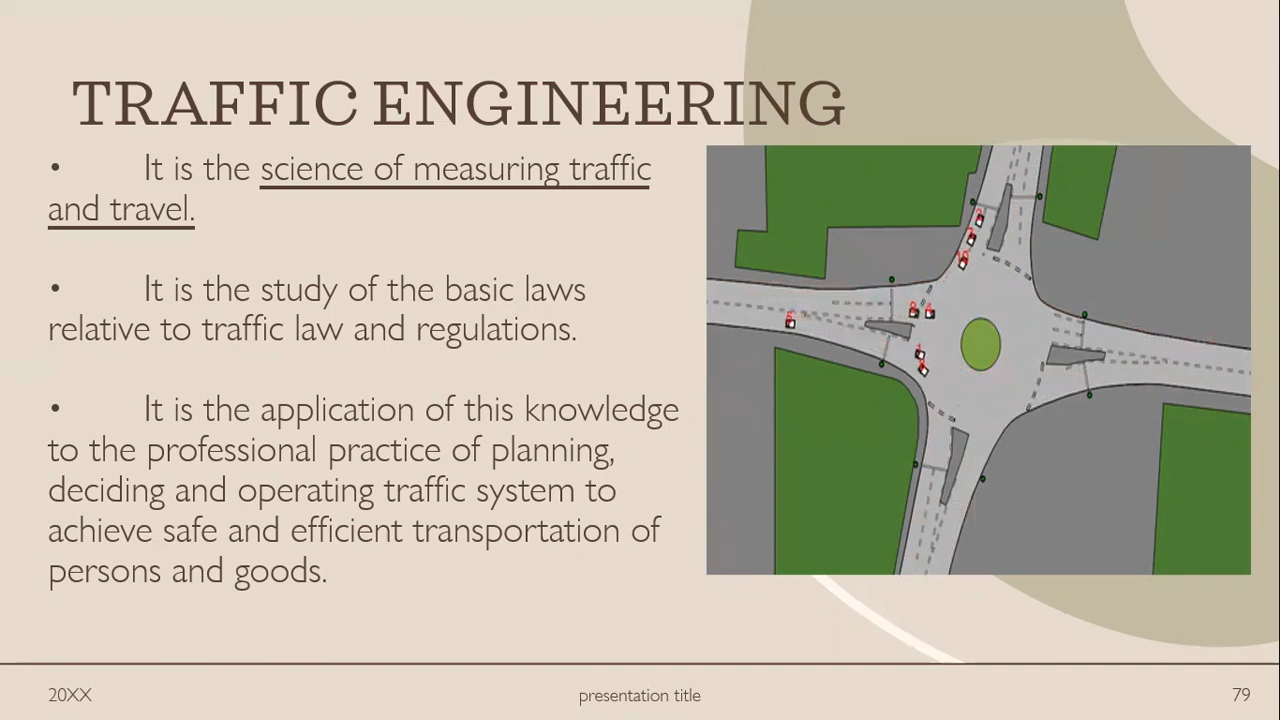 TRAFFIC ENGINEERING
• It is the science of measuring traffic
and travel.
• It is the study of the basic laws
relative to traffic law and regulations.
• It is the application of this knowledge
to the professional practice of planning,
deciding and operating traffic system to
achieve safe and efficient transportation of
persons and goods.
20XX
presentation title
79